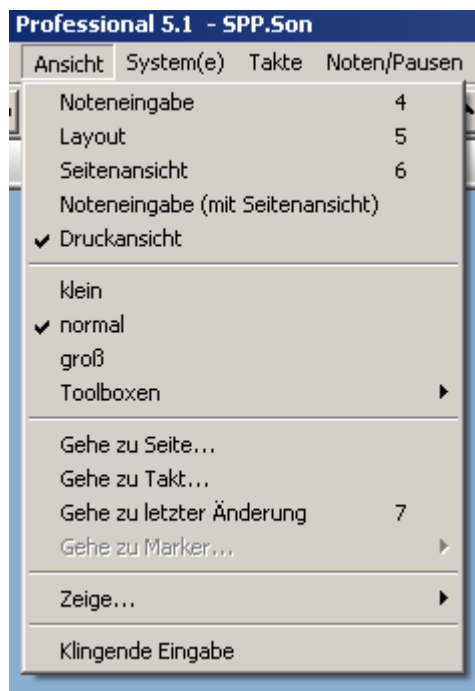 Professional 5.1 - SPP.Son
Ansicht System(e) Takte Noten/Pausen
Noteneingabe 4
Layout 5
Seitenansicht 6
Noteneingabe (mit Seitenansicht)
Druckansicht
klein
normal
groß
Toolboxen
Gehe zu Seite...
Gehe zu Takt...
Gehe zu letzter Änderung 7
Gehe zu Marker...
Zeige...
Klingende Eingabe